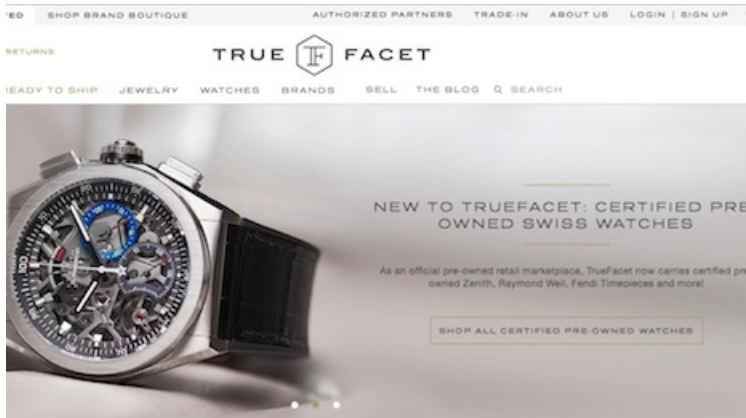 ED SHOP BRAND BOUTIQUE AUTHORIZED PARTNERS TRADE-IN ABOUT US LOGIN | SIGN UP
RETURNS
TRUE TF FACET
READY TO SHIP JEWELRY WATCHES BRANDS SELL THE BLOG SEARCH
NEW TO TRUEFACET: CERTIFIED PRE
OWNED SWISS WATCHES
As an official pre-owned retail marketplace, TrueFacet now carries certified pre
owned Zenith, Raymond Weil, Fendi Timepieces and more!
SHOP ALL CERTIFIED PRE-OWNED WATCHES
100